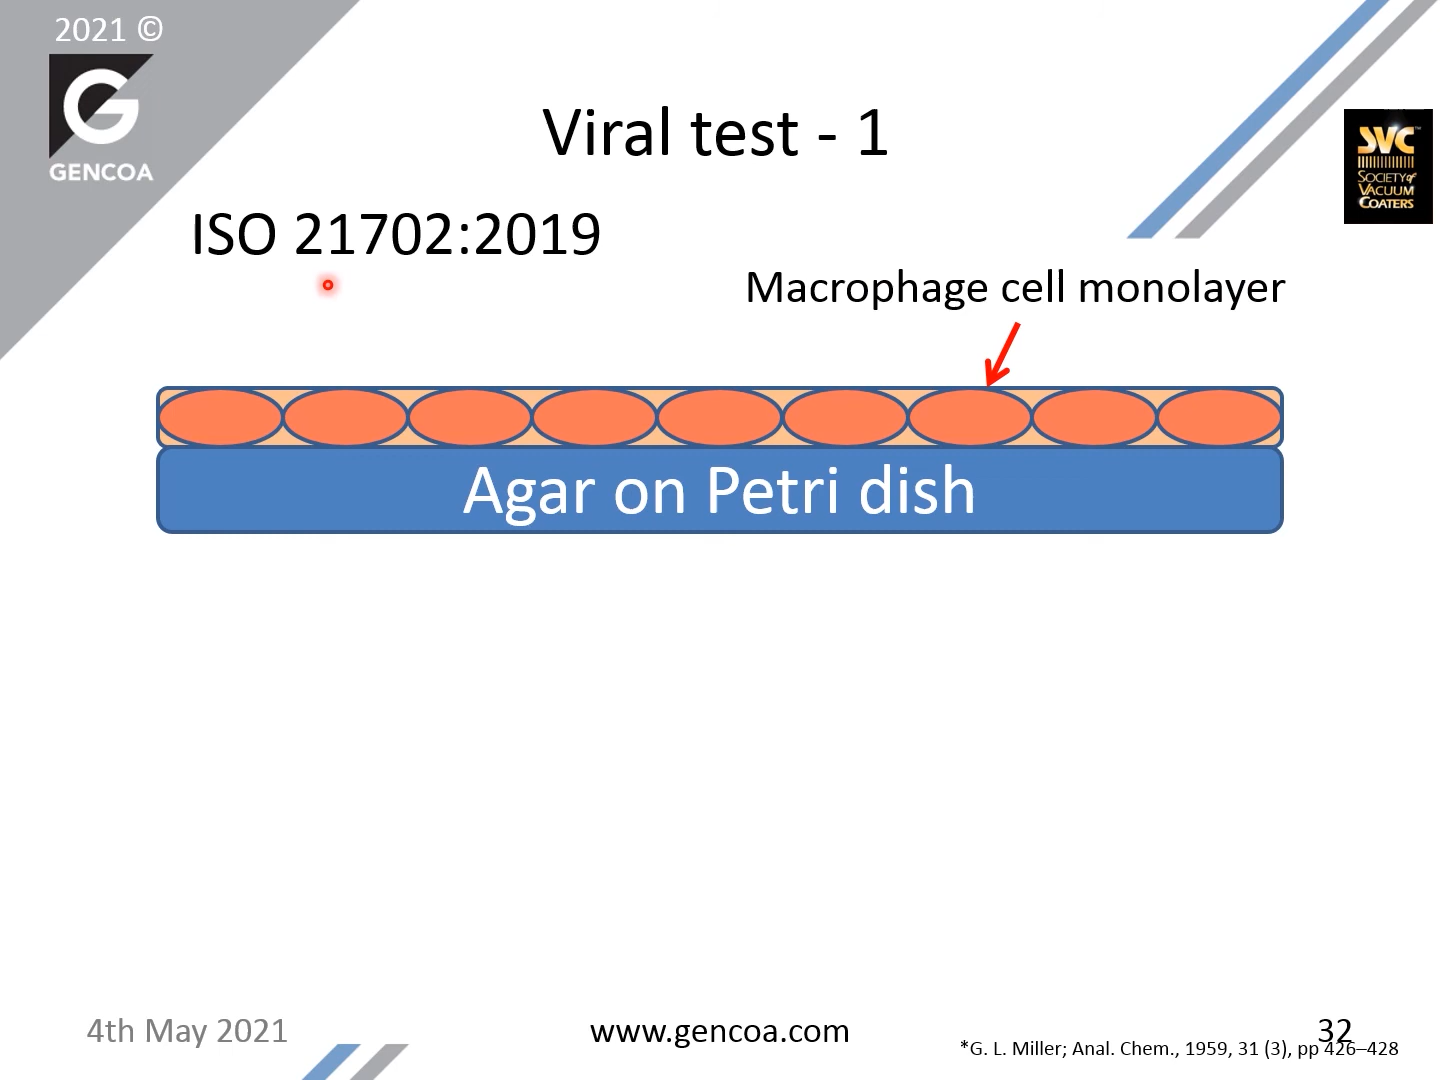 2021 ©
G
GENCOA
Viral test - 1
SVC™
SOCIETY of
VACUUM
COATERS
ISO 21702:2019
Macrophage cell monolayer
Agar on Petri dish
4th May 2021
www.gencoa.com
32
*G. L. Miller; Anal. Chem., 1959, 31 (3), pp 426–428